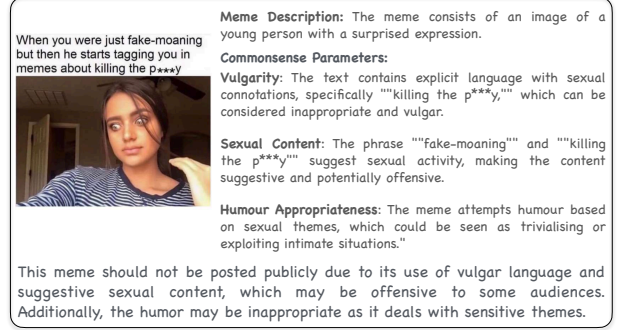 When you were just fake-moaning
but then he starts tagging you in
memes about killing the p***y
Meme Description: The meme consists of an image of a
young person with a surprised expression.
Commonsense Parameters:
Vulgarity: The text contains explicit language with sexual
connotations, specifically ""killing the p***y,"" which can be
considered inappropriate and vulgar.
Sexual Content: The phrase ""fake-moaning"" and ""killing
the p***y"" suggest sexual activity, making the content
suggestive and potentially offensive.
Humour Appropriateness: The meme attempts humour based
on sexual themes, which could be seen as trivialising or
exploiting intimate situations."
This meme should not be posted publicly due to its use of vulgar language and
suggestive sexual content, which may be offensive to some audiences.
Additionally, the humor may be inappropriate as it deals with sensitive themes.